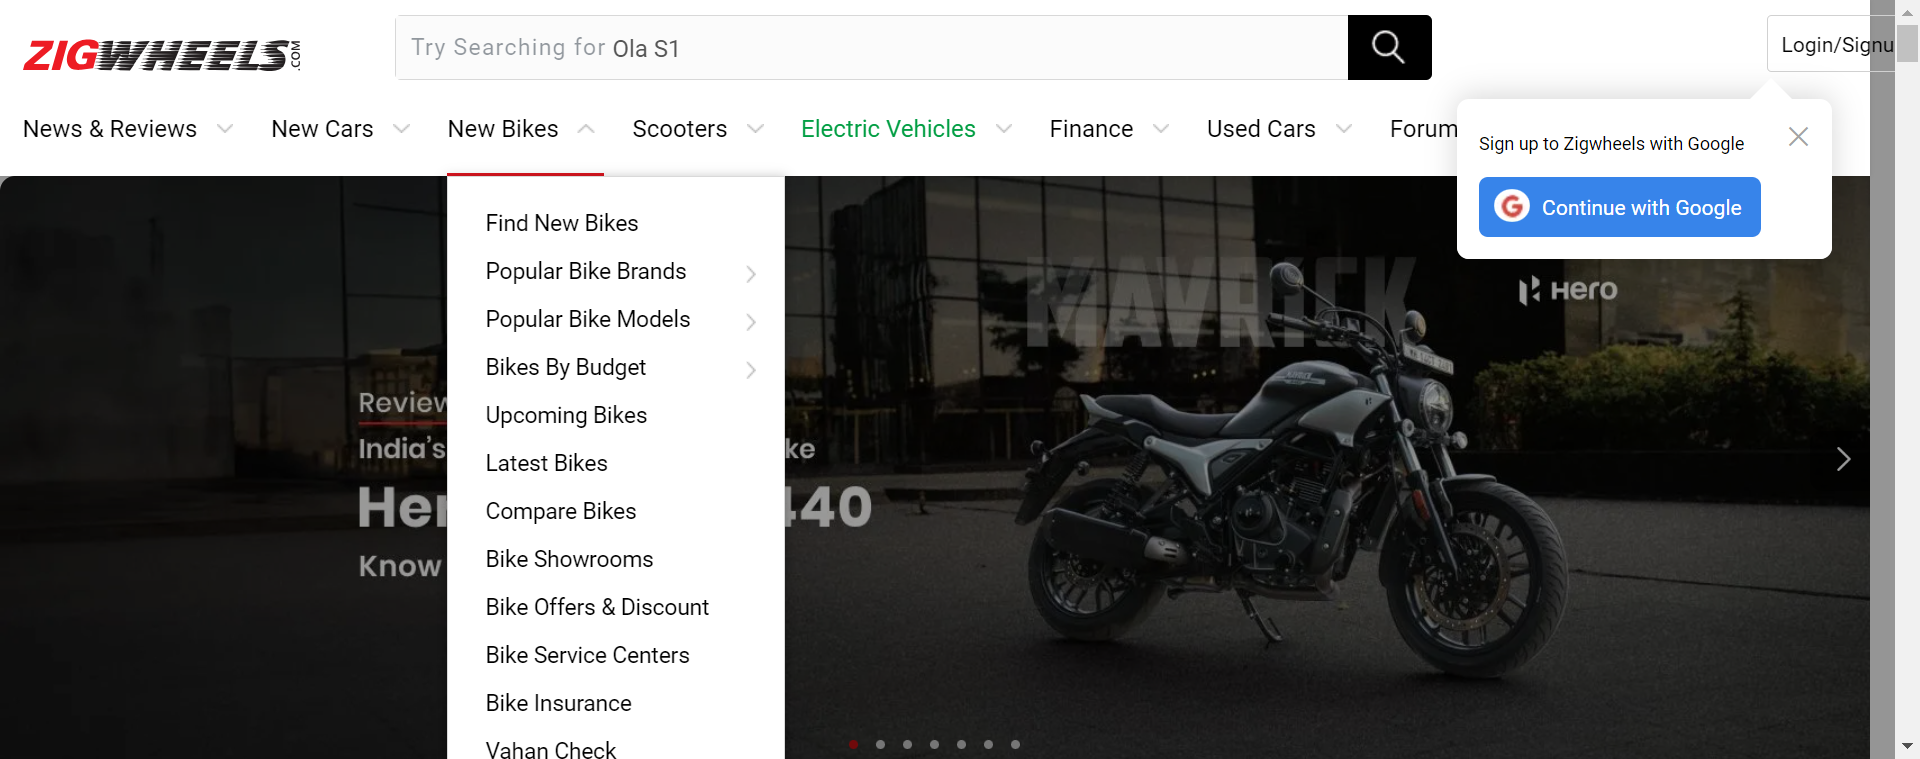 ZIGWHEELS.COM
Try Searching for Ola S1
Login/Signu
News & Reviews
New Cars
New Bikes
Scooters
Electric Vehicles
Finance
Used Cars
Forum
Sign up to Zigwheels with Google
Continue with Google
Find New Bikes
Popular Bike Brands
Popular Bike Models
Bikes By Budget
Upcoming Bikes
Latest Bikes
Compare Bikes
Bike Showrooms
Bike Offers & Discount
Bike Service Centers
Bike Insurance
Vahan Check
MAVRICK
Hero
Review
India's ke
Her 440
Know